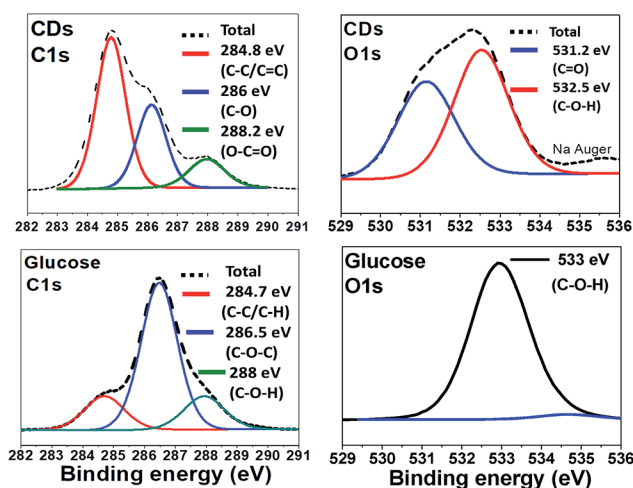 CDs
C1s
Total
284.8 eV
(C-C/C=C)
286 eV
(C-O)
288.2 eV
(O-C=O)
282 283 284 285 286 287 288 289 290 291
CDs
O1s
Total
531.2 eV
(C=O)
532.5 eV
(C-O-H)
Na Auger
529 530 531 532 533 534 535 536
Glucose
C1s
Total
284.7 eV
(C-C/C-H)
286.5 eV
(C-O-C)
288 eV
(C-O-H)
282 283 284 285 286 287 288 289 290 291
Binding energy (eV)
Glucose
O1s
533 eV
(C-O-H)
529 530 531 532 533 534 535 536
Binding energy (eV)